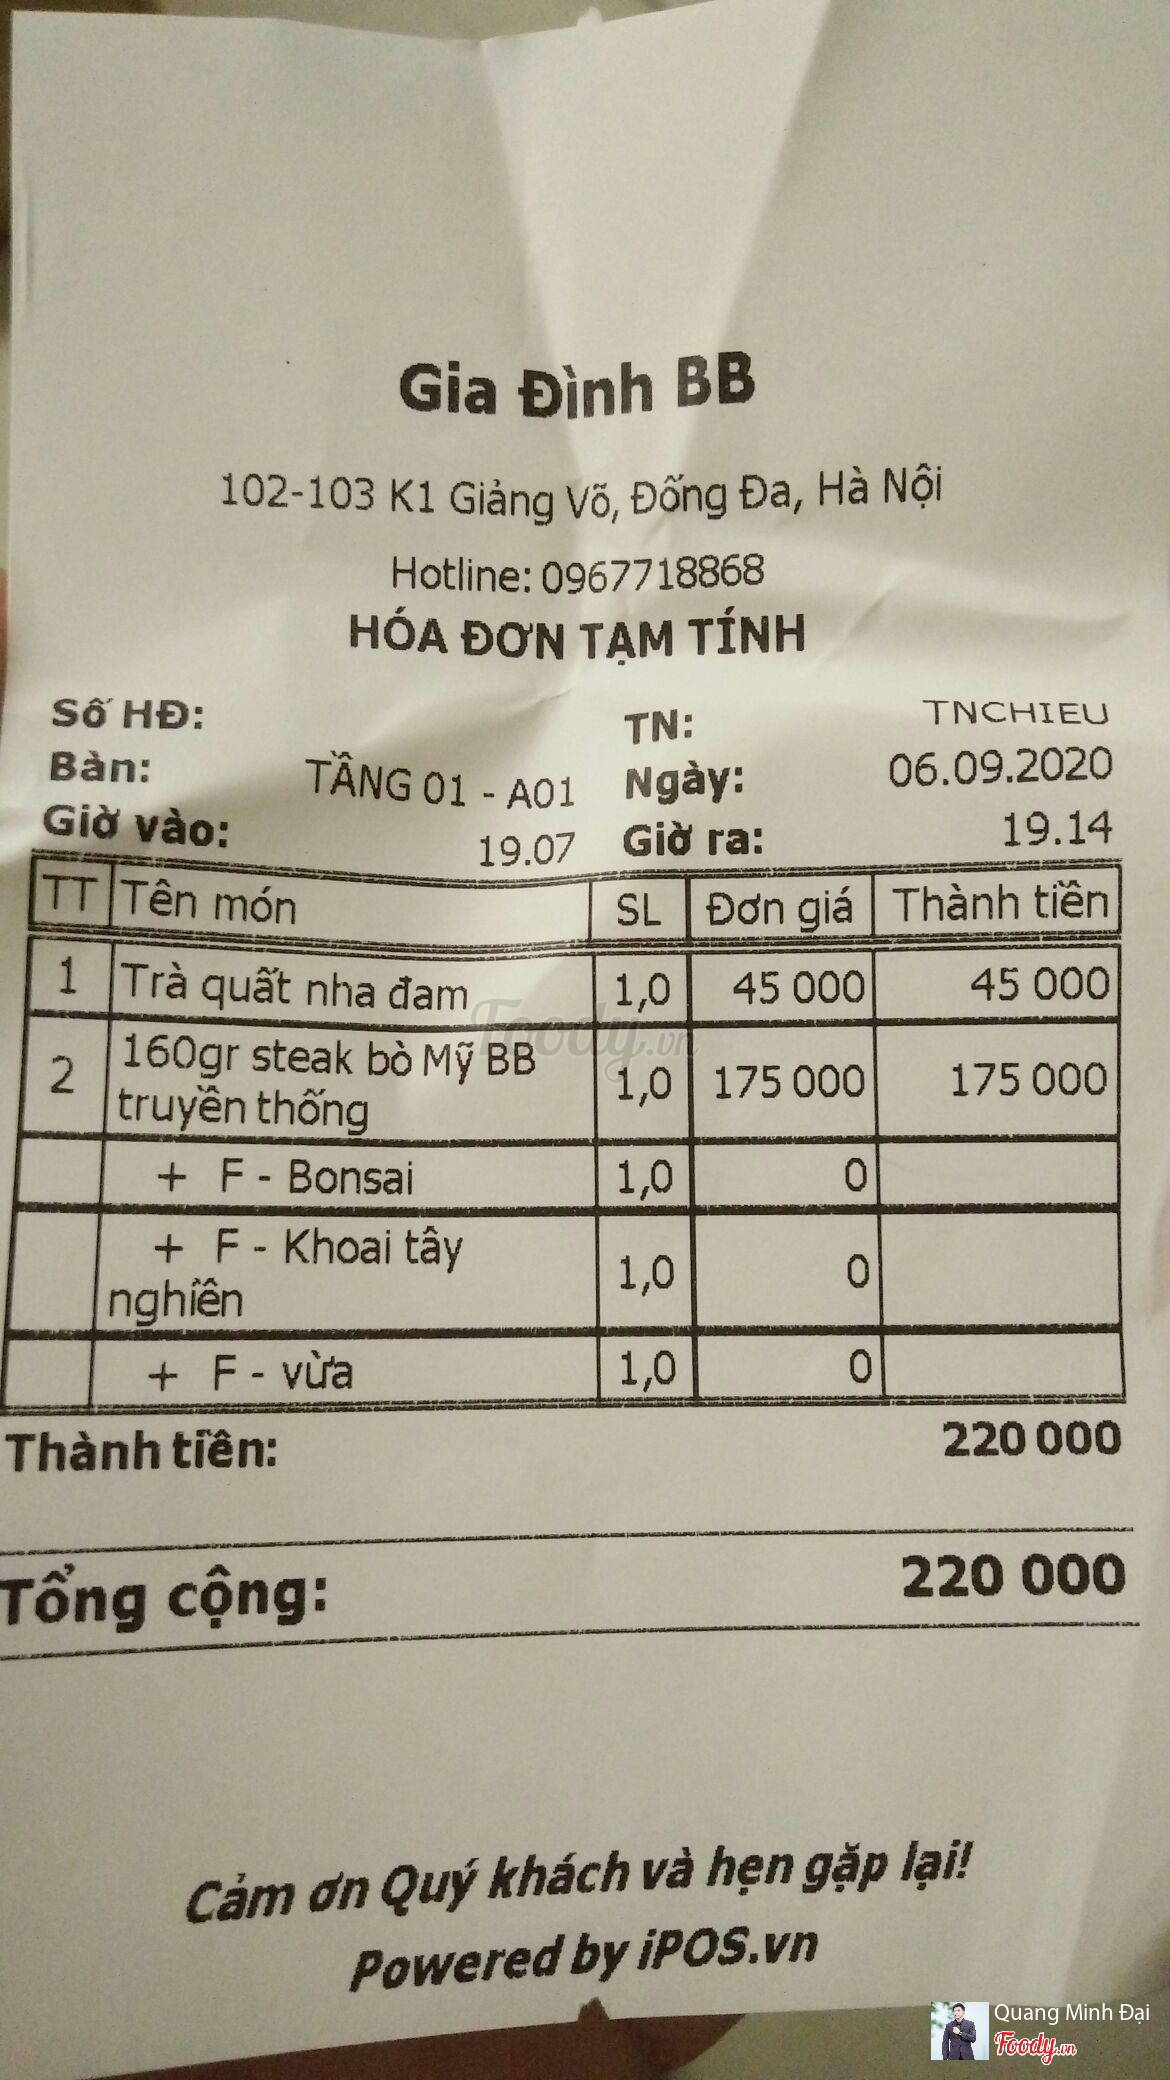 Gia Đình BB
102-103 K1 Giảng Võ, Đống Đa, Hà Nội
Hotline: 0967718868
HÓA ĐƠN TẠM TÍNH
Số HĐ: TN: TNCHIEU
Bàn: TẦNG 01 - A01 Ngày: 06.09.2020
Giờ vào: 19.07 Giờ ra: 19.14
TT Tên món SL Đơn giá Thành tiền
1 Trà quất nha đam 1,0 45 000 45 000
2 160gr steak bò Mỹ BB truyền thống 1,0 175 000 175 000
+ F - Bonsai 1,0 0
+ F - Khoai tây nghiền 1,0 0
+ F - vừa 1,0 0
Thành tiền: 220 000
Tổng cộng: 220 000
Cảm ơn Quý khách và hẹn gặp lại!
Powered by iPOS.vn
Foody.vn
Quang Minh Đại
Foody.vn